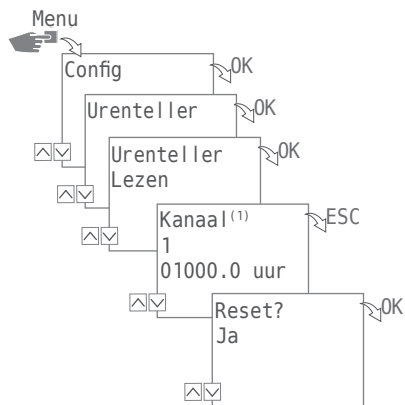 Menu
Config
OK
Urenteller
OK
Urenteller
Lezen
OK
Kanaal(1)
ESC
1
01000.0 uur
Reset?
Ja
OK